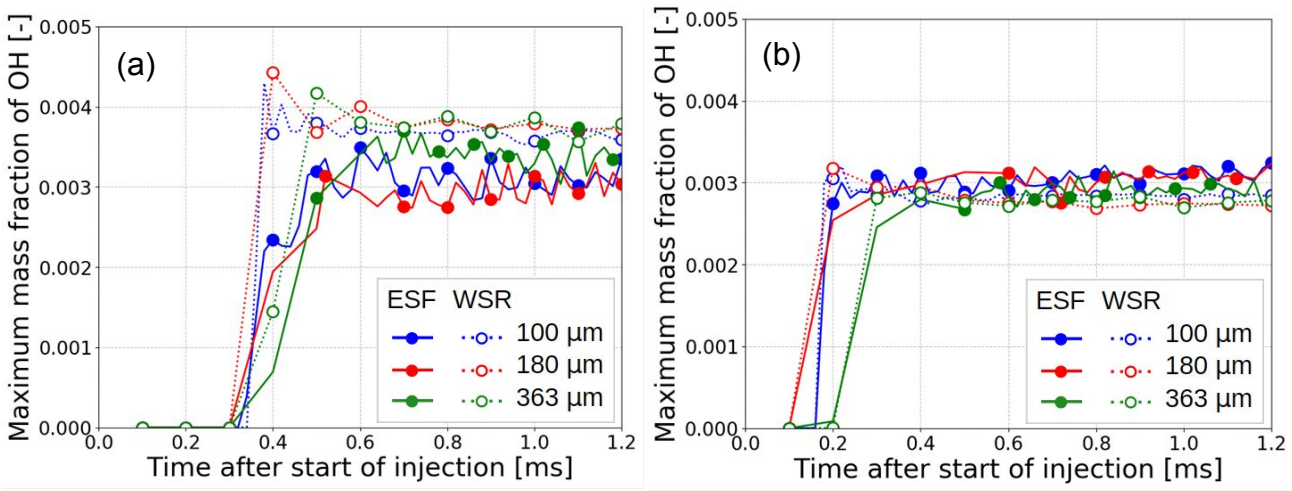 (a)
Maximum mass fraction of OH [-]
0.005
0.004
0.003
0.002
0.001
0.000
0.0 0.2 0.4 0.6 0.8 1.0 1.2
Time after start of injection [ms]
ESF WSR
100 µm
180 µm
363 µm
(b)
Maximum mass fraction of OH [-]
0.005
0.004
0.003
0.002
0.001
0.000
0.0 0.2 0.4 0.6 0.8 1.0 1.2
Time after start of injection [ms]
ESF WSR
100 µm
180 µm
363 µm